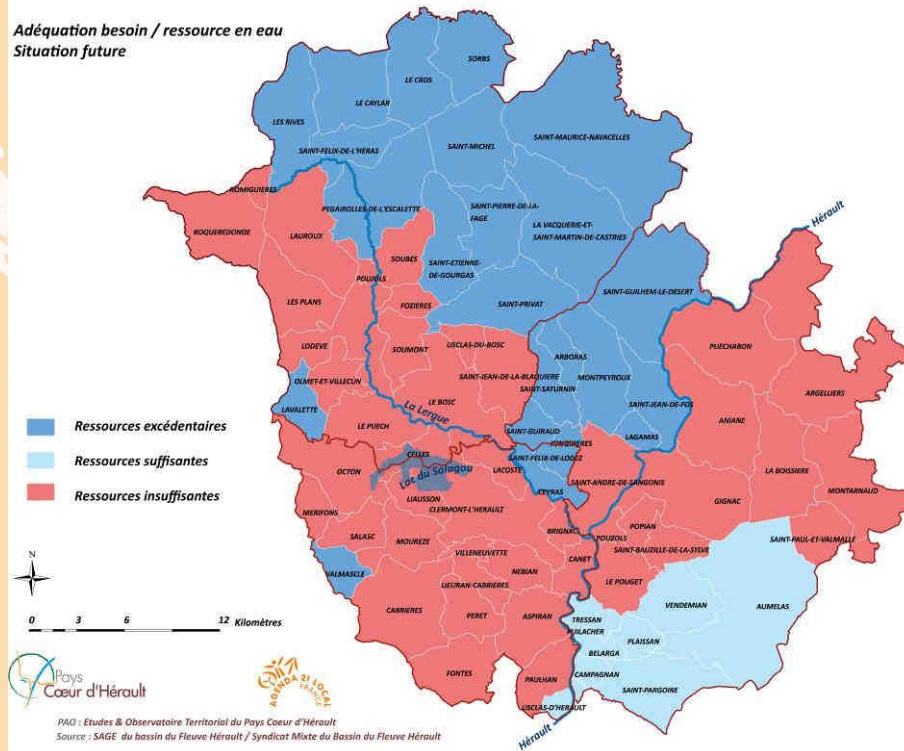 Adéquation besoin / ressource en eau
Situation future
SORBS
LE CROS
LE CAYLAR
LES RIVES
SAINT-FELIX-DE-L'HERAS
SAINT-MICHEL
SAINT-MAURICE-NAVACELLES
ROMIGUIERES
PEGAIROLLES-DE-L'ESCALETTE
SAINT-PIERRE-DE-LA-
FAGE
LA VACQUERIE-ET-
SAINT-MARTIN-DE-CASTRIES
Hérault
ROQUEREDONDE
LAUROUX
SOUBES
SAINT-ETIENNE-
DE-GOURGAS
POUJOLS
SAINT-GUILHEM-LE-DESERT
LES PLANS
FOZIERES
SAINT-PRIVAT
LODEVE
SOUMONT
USCLAS-DU-BOSC
PUECHABON
ARBORAS
OLMET-ET-VILLECUN
SAINT-JEAN-DE-LA-BLAQUIERE
MONTPEYROUX
ARGELLIERS
SAINT-SATURNIN
LAVALETTE
LE BOSC
SAINT-JEAN-DE-FOS
La Lergue
ANIANE
LE PUECH
SAINT-GUIRAUD
LAGAMAS
JONQUIERES
Ressources excédentaires
Ressources suffisantes
Ressources insuffisantes
CELLES
SAINT-FELIX-DE-LODEZ
Lac du Salagou
LACOSTE
OCTON
LA BOISSIERE
SAINT-ANDRE-DE-SANGONIS
CEYRAS
LIAUSSON
MONTARNAUD
CLERMONT-L'HERAULT
GIGNAC
MERIFONS
POPIAN
BRIGNAC
SALASC
MOUREZE
POUZOLS
SAINT-PAUL-ET-VALMALLE
SAINT-BAUZILLE-DE-LA-SYLVE
VILLENEUVETTE
CANET
NEBIAN
VALMASCLE
LIEURAN-CABRIERES
LE POUGET
VENDEMIAN
AUMELAS
CABRIERES
PERET
ASPIRAN
TRESSAN
PUILACHER
PLAISSAN
BELARGA
FONTES
PAULHAN
CAMPAGNAN
SAINT-PARGOIRE
USCLAS-D'HERAULT
Hérault
N
0 3 6 12 Kilomètres
Pays
Cœur d'Hérault
AGENDA 21 LOCAL
FRANCE
PAO : Etudes & Observatoire Territorial du Pays Coeur d'Hérault
Source : SAGE du bassin du Fleuve Hérault / Syndicat Mixte du Bassin du Fleuve Hérault